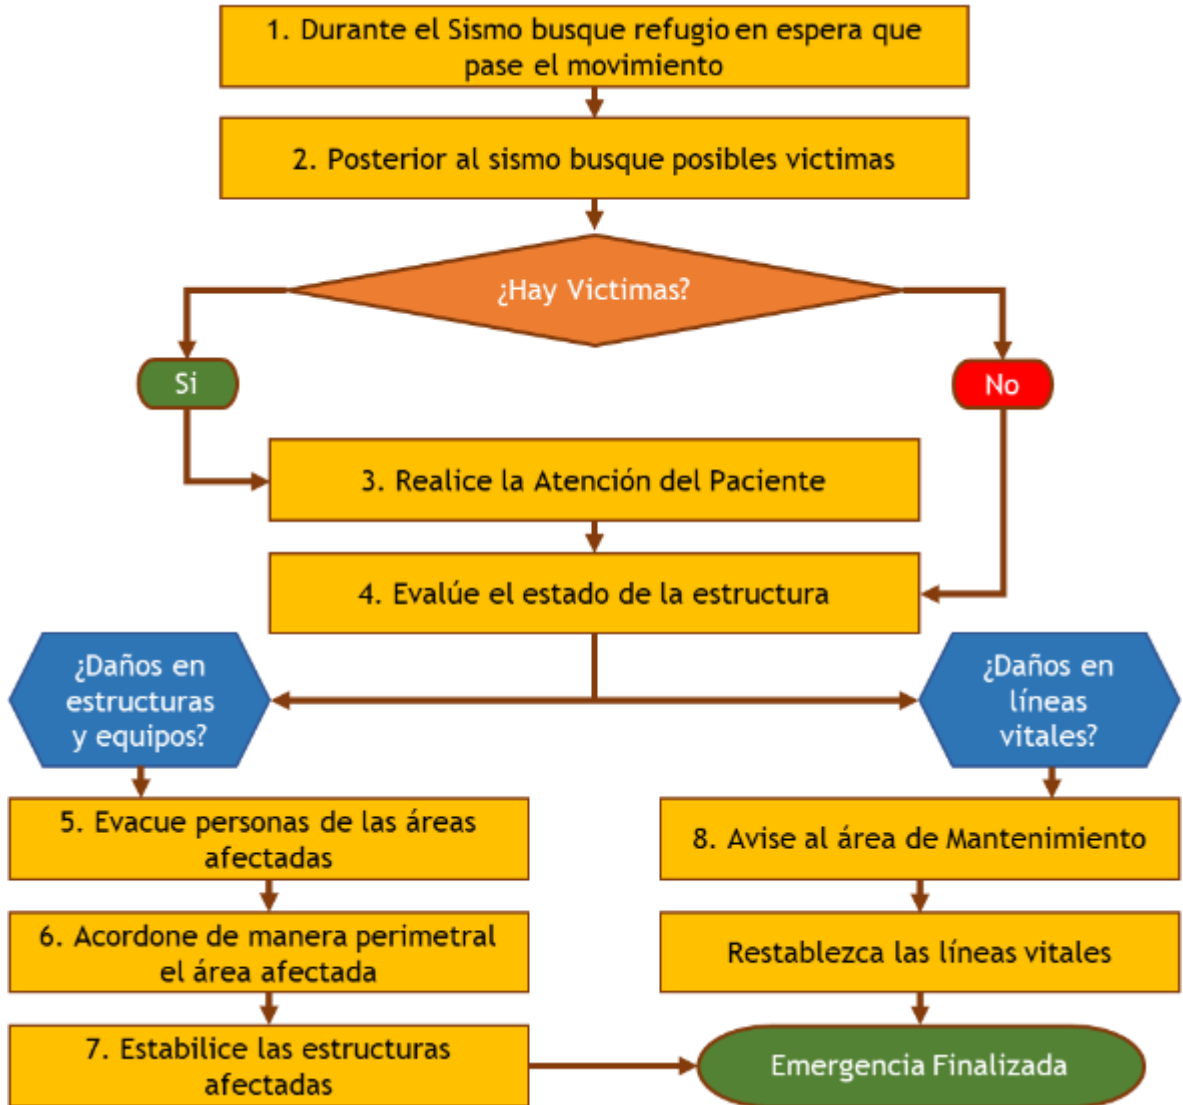 1. Durante el Sismo busque refugio en espera que
pase el movimiento
2. Posterior al sismo busque posibles victimas
¿Hay Victimas?
Si
No
3. Realice la Atención del Paciente
4. Evalúe el estado de la estructura
¿Daños en
estructuras
y equipos?
¿Daños en
líneas
vitales?
5. Evacue personas de las áreas
afectadas
8. Avise al área de Mantenimiento
6. Acordone de manera perimetral
el área afectada
Restablezca las líneas vitales
7. Estabilice las estructuras
afectadas
Emergencia Finalizada